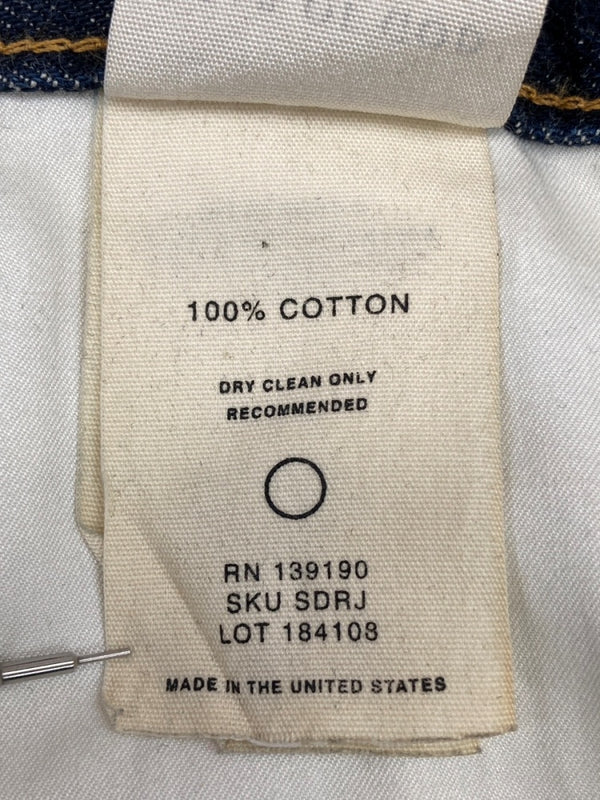 100% COTTON
DRY CLEAN ONLY
RECOMMENDED
RN 139190
SKU SDRJ
LOT 184108
MADE IN THE UNITED STATES